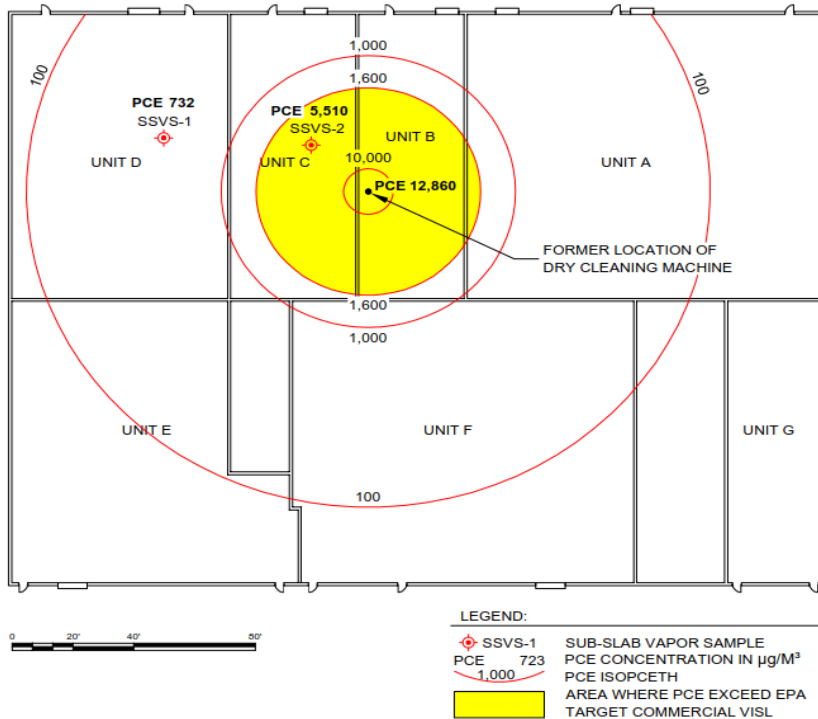 1,000
1,600
100
100
PCE 732
SSVS-1
PCE 5,510
SSVS-2
UNIT B
UNIT D
UNIT C
UNIT A
10,000
PCE 12,860
FORMER LOCATION OF
DRY CLEANING MACHINE
1,600
1,000
UNIT E
UNIT F
UNIT G
100
0 20' 40' 50'
LEGEND:
SSVS-1 SUB-SLAB VAPOR SAMPLE
PCE 723 PCE CONCENTRATION IN µg/M³
1,000 PCE ISOPCETH
AREA WHERE PCE EXCEED EPA
TARGET COMMERCIAL VISL